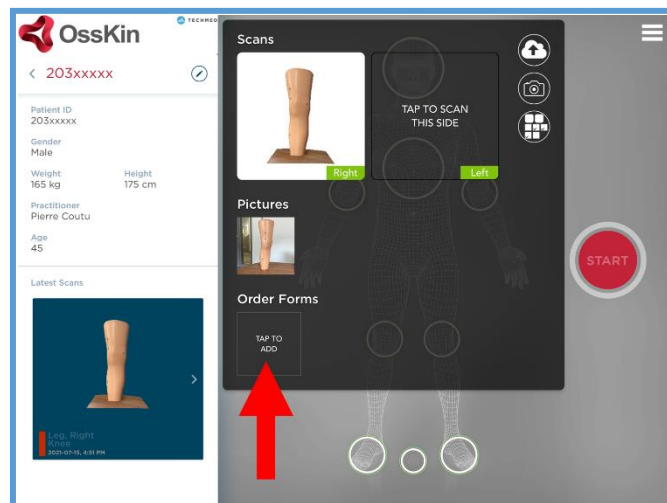 OssKin
TECHMED
< 203xxxxx
Patient ID
203xxxxx
Gender
Male
Weight
165 kg
Height
175 cm
Practitioner
Pierre Coutu
Age
45
Latest Scans
Leg, Right
Knee
2021-07-15, 4:51 PM
Scans
Right
TAP TO SCAN
THIS SIDE
Left
Pictures
Order Forms
TAP TO
ADD
START